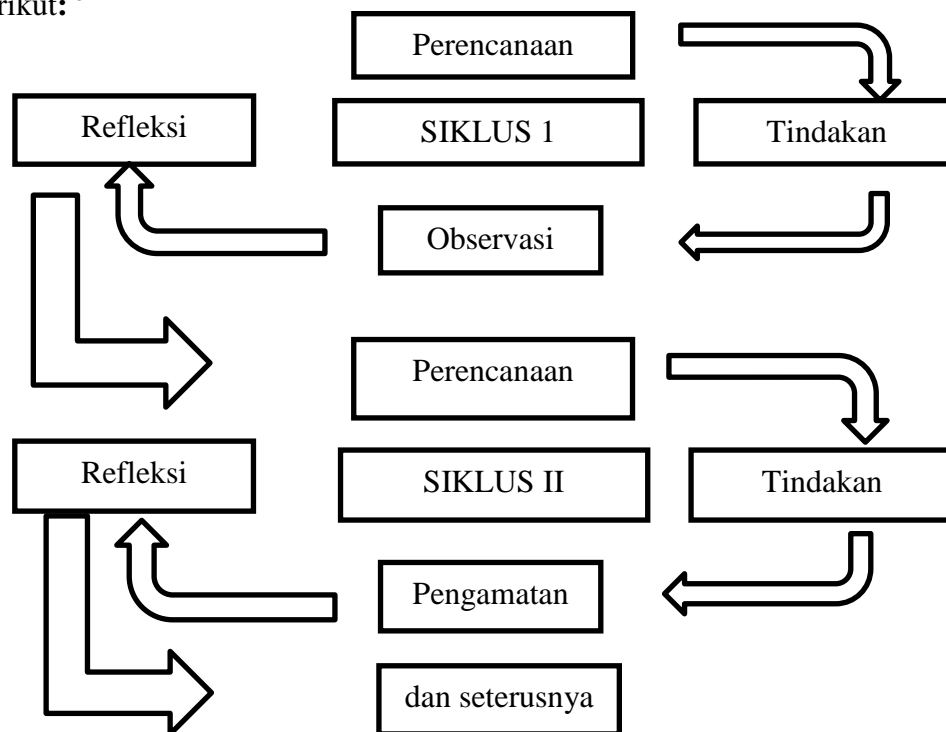 rikut:
Perencanaan
Refleksi
SIKLUS 1
Tindakan
Observasi
Perencanaan
Refleksi
SIKLUS II
Tindakan
Pengamatan
dan seterusnya